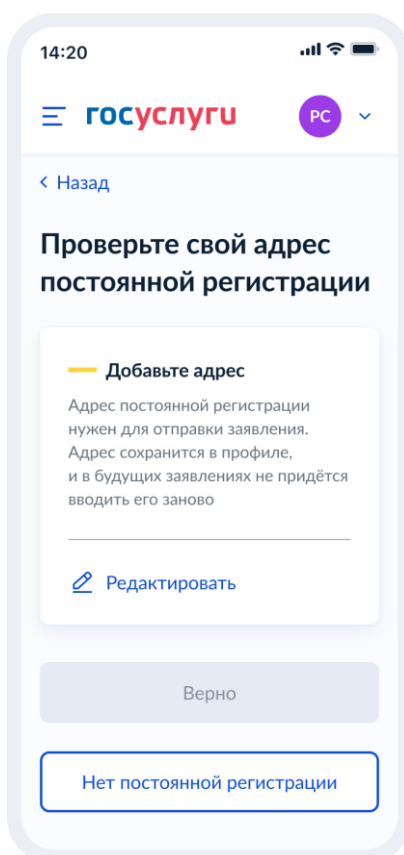 14:20
госуслуги
РС
Назад
Проверьте свой адрес
постоянной регистрации
Добавьте адрес
Адрес постоянной регистрации
нужен для отправки заявления.
Адрес сохранится в профиле,
и в будущих заявлениях не придётся
вводить его заново
Редактировать
Верно
Нет постоянной регистрации